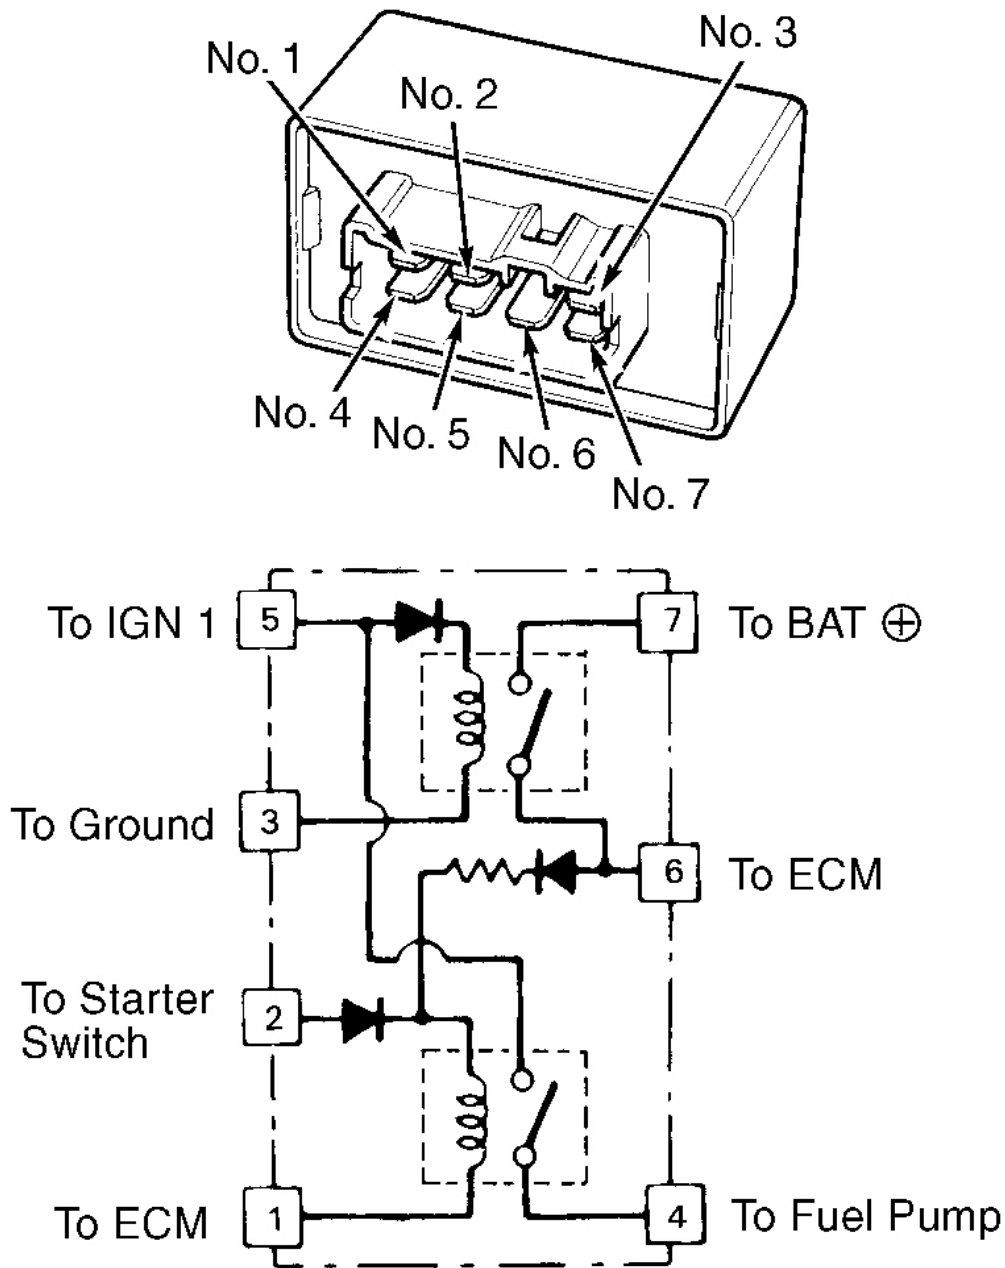 No. 1
No. 2
No. 3
No. 4
No. 5
No. 6
No. 7
To IGN 1
5
7
To BAT ⊕
To Ground
3
6
To ECM
To Starter
Switch
2
To ECM
1
4
To Fuel Pump